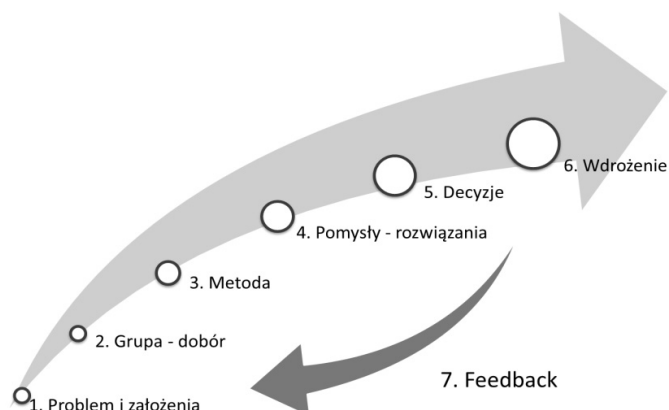 1. Problem i założenia
2. Grupa - dobór
3. Metoda
4. Pomysły - rozwiązania
5. Decyzje
6. Wdrożenie
7. Feedback